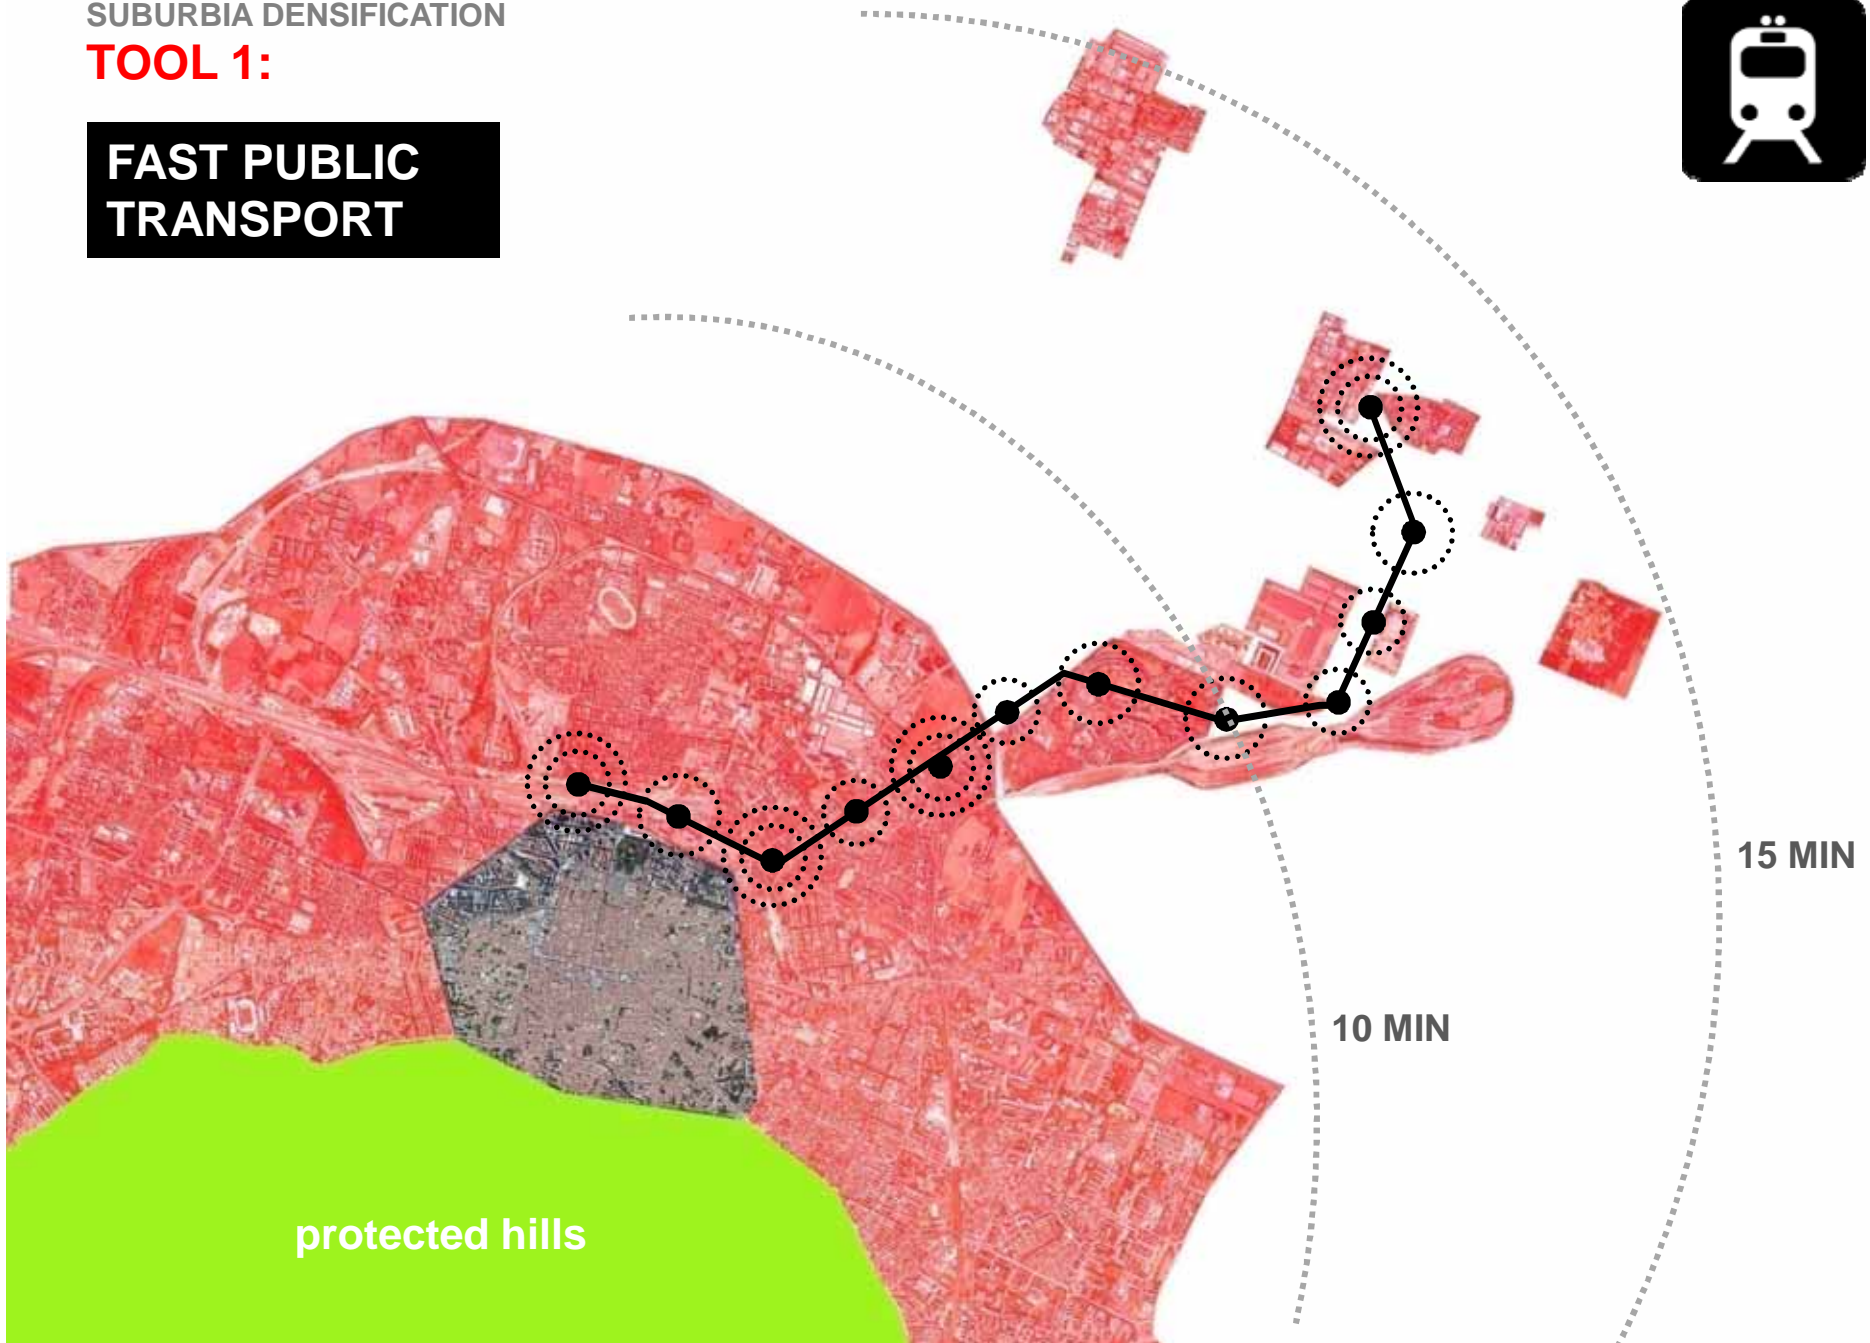 SUBURBIA DENSIFICATION
TOOL 1:
FAST PUBLIC
TRANSPORT
15 MIN
10 MIN
protected hills